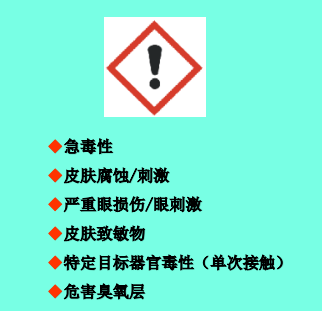 ◆急毒性
◆皮肤腐蚀/刺激
◆严重眼损伤/眼刺激
◆皮肤致敏物
◆特定目标器官毒性（单次接触）
◆危害臭氧层